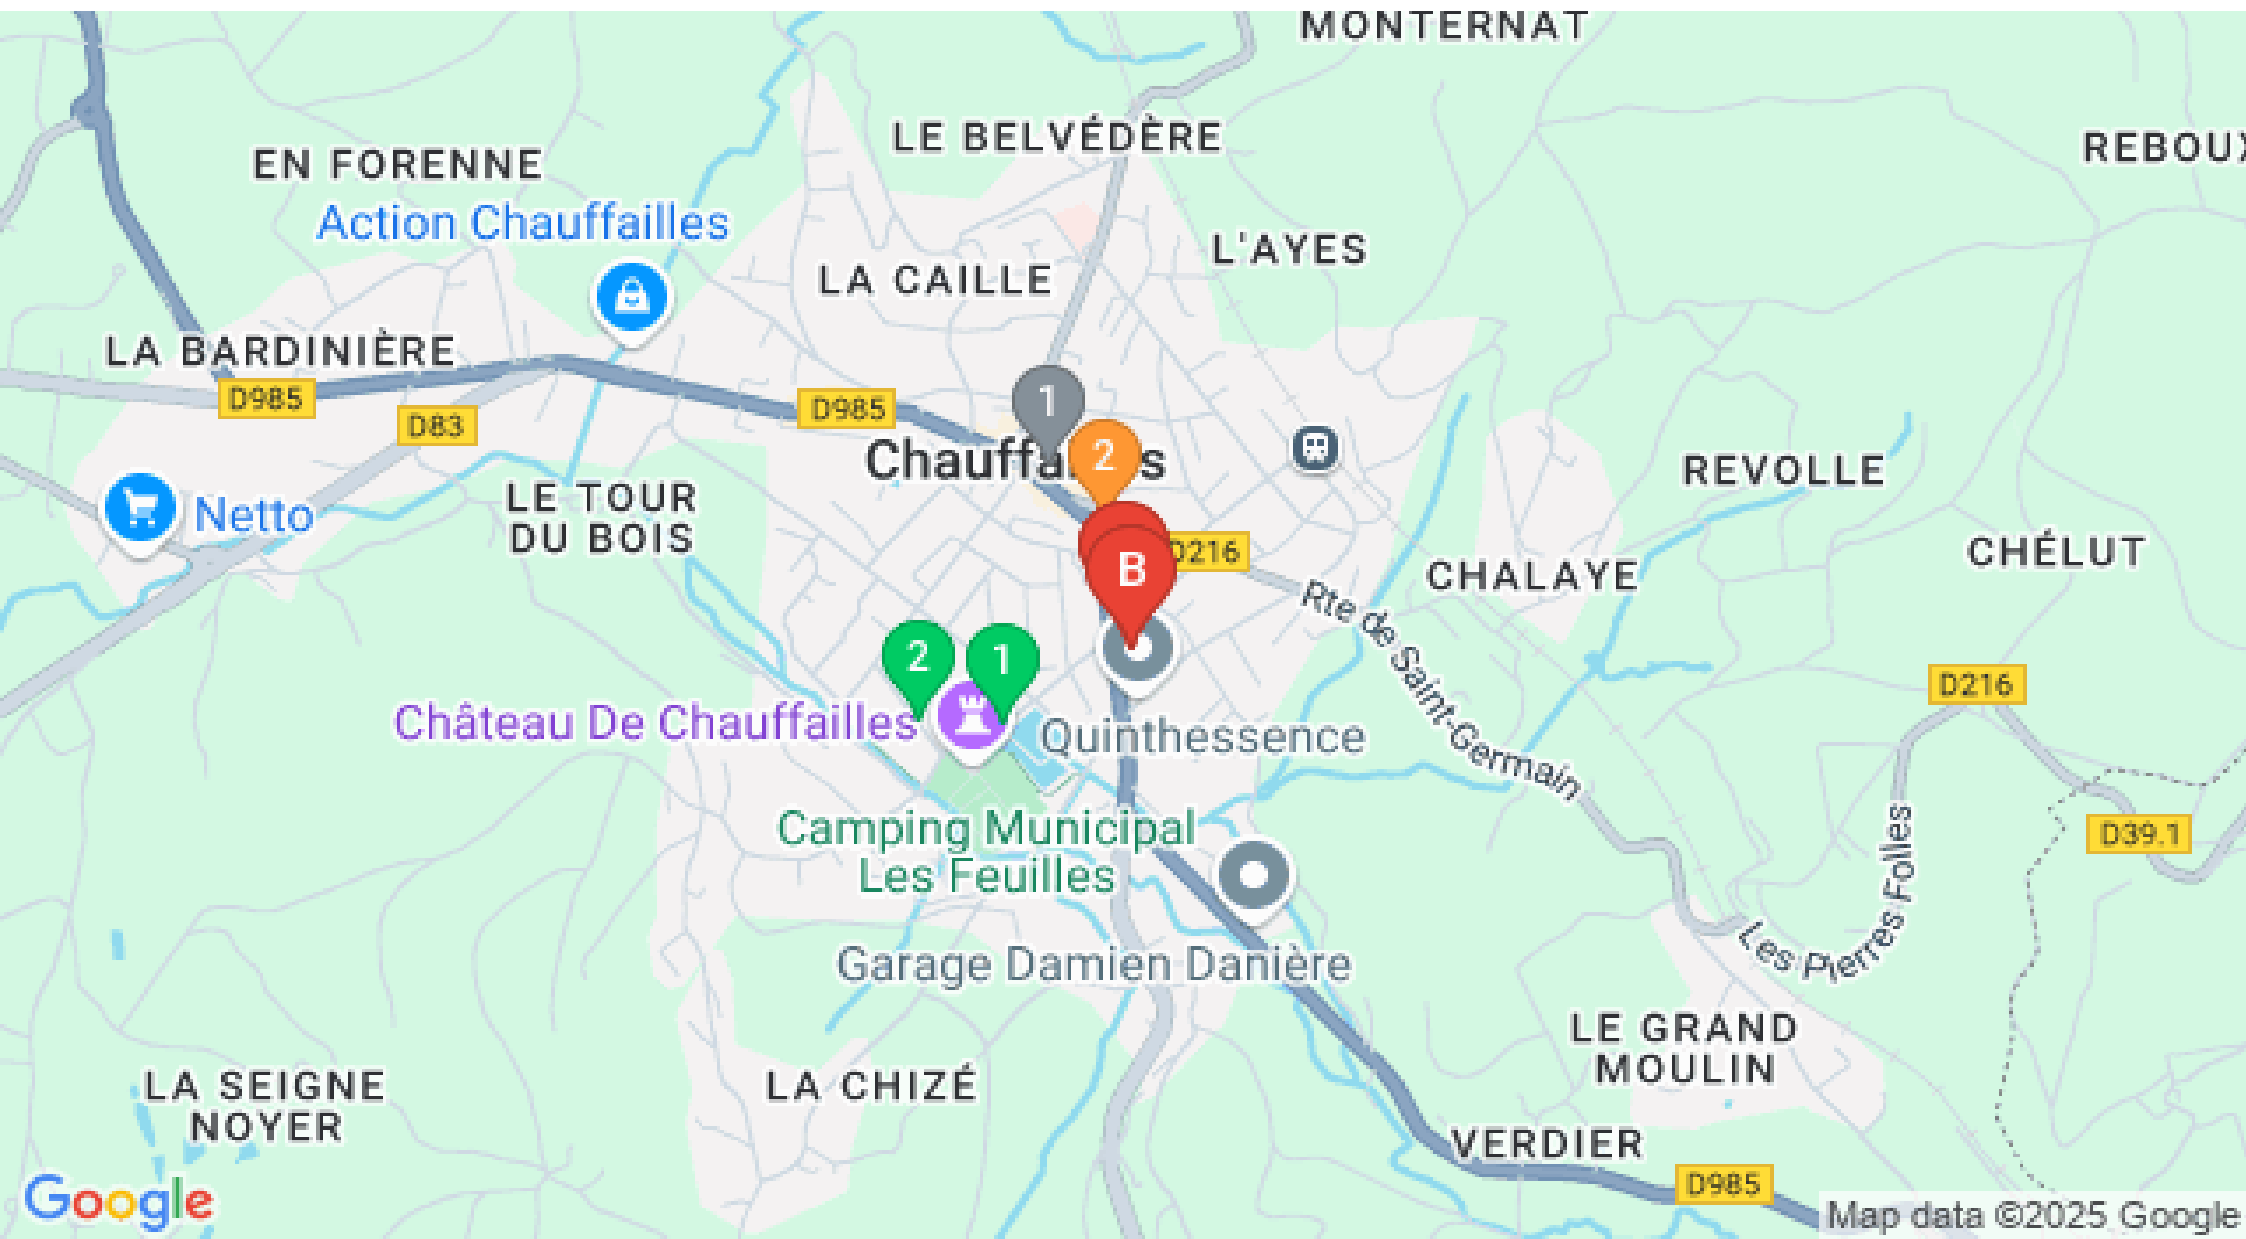 MONTERNAT
LE BELVÉDÈRE
EN FORENNE
Action Chauffailles
L'AYES
LA CAILLE
LA BARDINIÈRE
D985
D985
D83
1
2
REVOLLE
LE TOUR
DU BOIS
Netto
D216
B
CHALAYE
CHÉLUT
Rte de Saint-Germain
2
1
D216
Château De Chauffailles
Quinthessence
Camping Municipal
Les Feuilles
D39.1
Les Pierres Folles
Garage Damien Danière
LE GRAND
MOULIN
LA SEIGNE
NOYER
LA CHIZÉ
VERDIER
D985
Google
Map data ©2025 Google